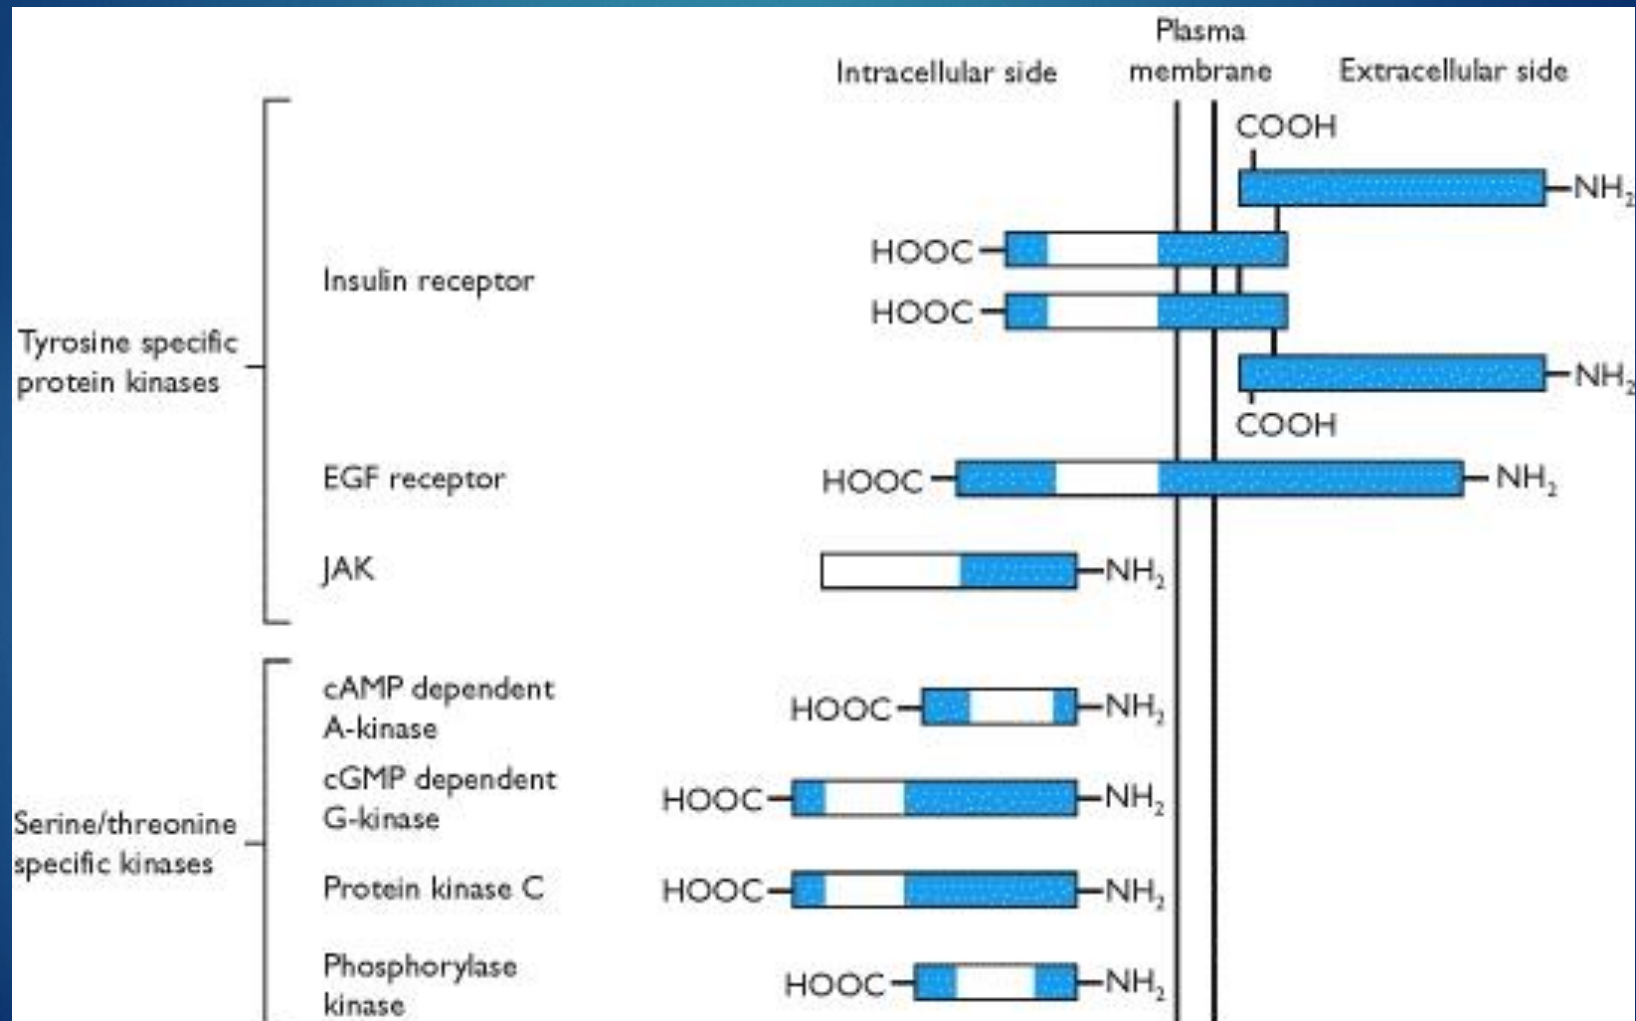 Plasma
membrane
Intracellular side
Extracellular side
COOH
NH2
HOOC
Insulin receptor
HOOC
Tyrosine specific
protein kinases
NH2
COOH
EGF receptor
HOOC
NH2
JAK
NH2
cAMP dependent
A-kinase
HOOC
NH2
cGMP dependent
G-kinase
HOOC
NH2
Serine/threonine
specific kinases
Protein kinase C
HOOC
NH2
Phosphorylase
kinase
HOOC
NH2